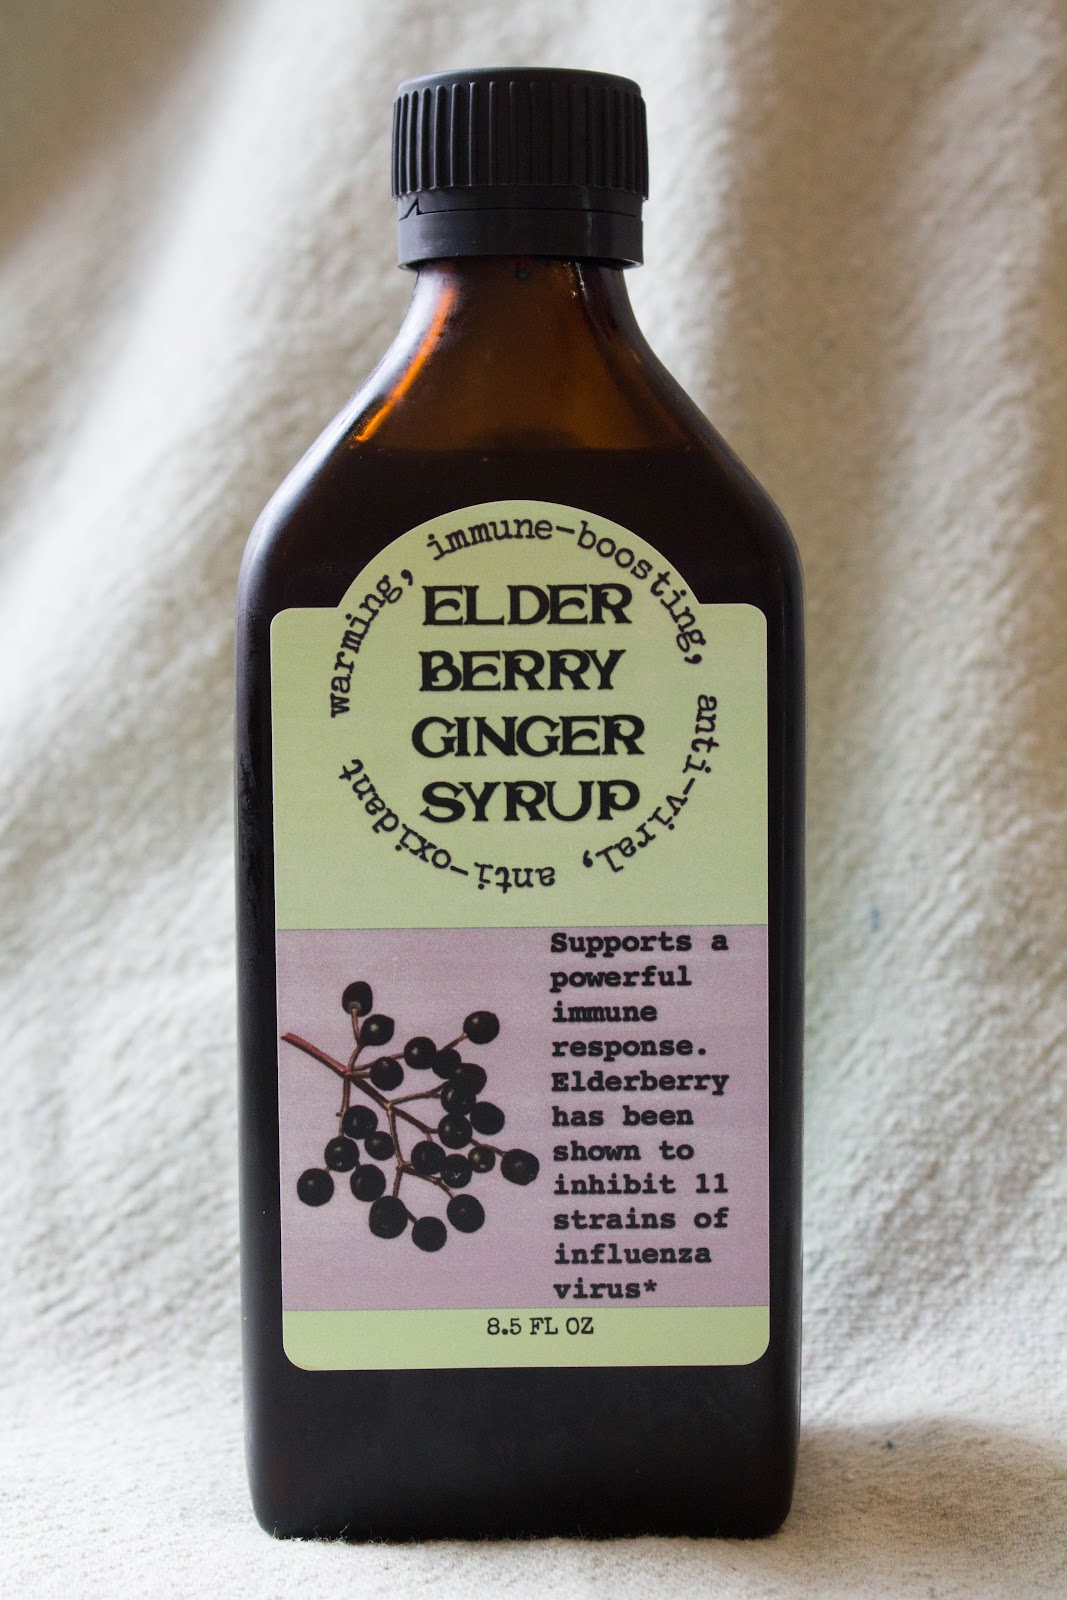 warming, immune-boosting, anti-viral, anti-oxidant
ELDER
BERRY
GINGER
SYRUP
Supports a
powerful
immune
response.
Elderberry
has been
shown to
inhibit 11
strains of
influenza
virus*
8.5 FL OZ